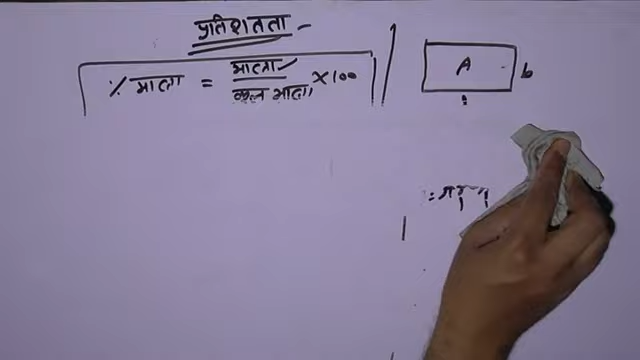 प्रतिशतता -
% मात्रा = मात्रा / कुल मात्रा × 100
A
b